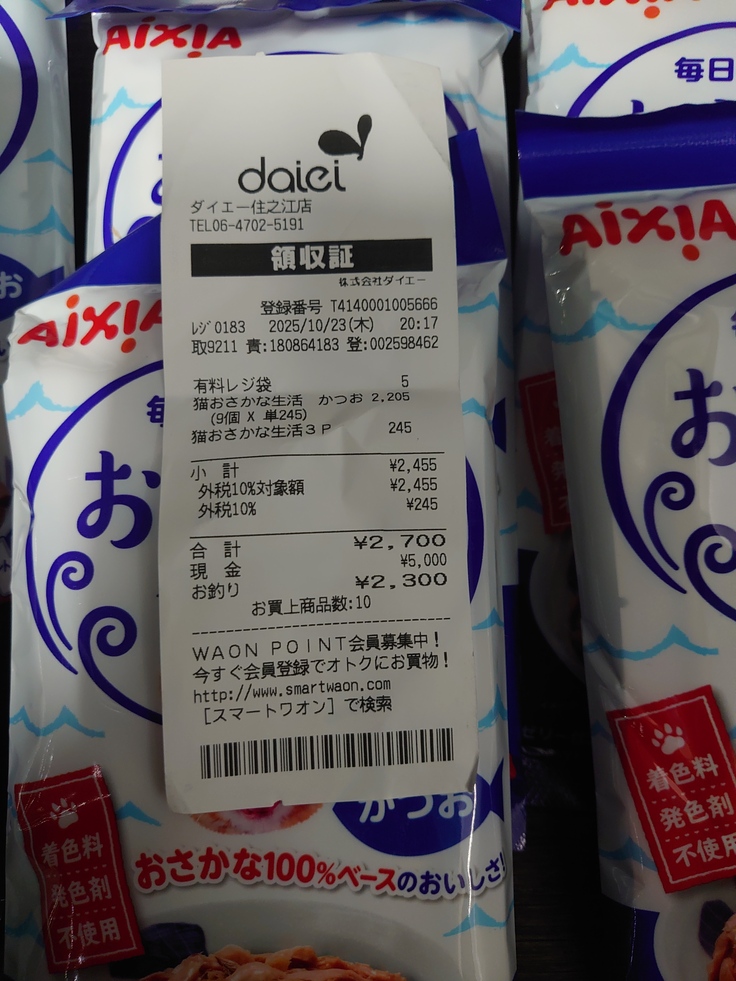 AIXIA
毎日
daiei
ダイエー住之江店
TEL06-4702-5191
領収証
株式会社ダイエー
登録番号 T4140001005666
ﾚｼﾞ0183 2025/10/23(木) 20:17
取9211 責:180864183 登:002598462
有料レジ袋 5
猫おさかな生活 かつお 2,205
(9個 X 単245)
猫おさかな生活3P 245
小 計 ¥2,455
外税10%対象額 ¥2,455
外税10% ¥245
合 計 ¥2,700
現 金 ¥5,000
お釣り ¥2,300
お買上商品数:10
WAON POINT会員募集中!
今すぐ会員登録でオトクにお買物!
http://www.smartwaon.com
[スマートワオン]で検索
AIXIA
お
かつお
おさかな100%ベースのおいしさ!
着色料
発色剤
不使用
AIXIA
お
着色料
発色剤
不使用
お